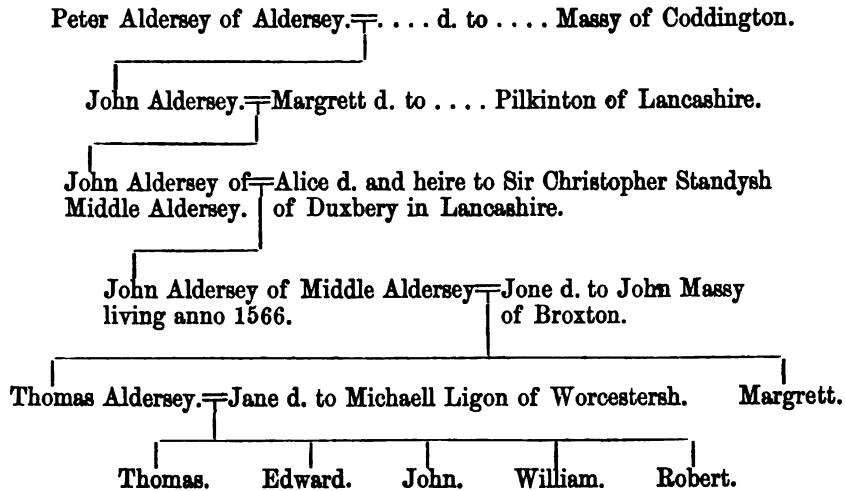 Peter Aldersey of Aldersey.=. . . . d. to . . . . Massy of Coddington.
John Aldersey.=Margrett d. to . . . . Pilkinton of Lancashire.
John Aldersey of=Alice d. and heire to Sir Christopher Standysh
Middle Aldersey. of Duxbery in Lancashire.
John Aldersey of Middle Aldersey=Jone d. to John Massy
living anno 1566. of Broxton.
Thomas Aldersey.=Jane d. to Michaell Ligon of Worcestersh. Margrett.
Thomas. Edward. John. William. Robert.